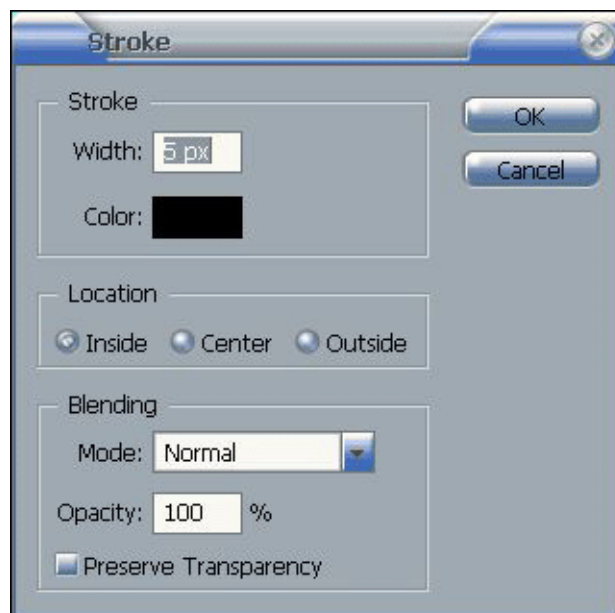 Stroke
Stroke
Width: 5 px
Color:
OK
Cancel
Location
Inside Center Outside
Blending
Mode: Normal
Opacity: 100 %
Preserve Transparency